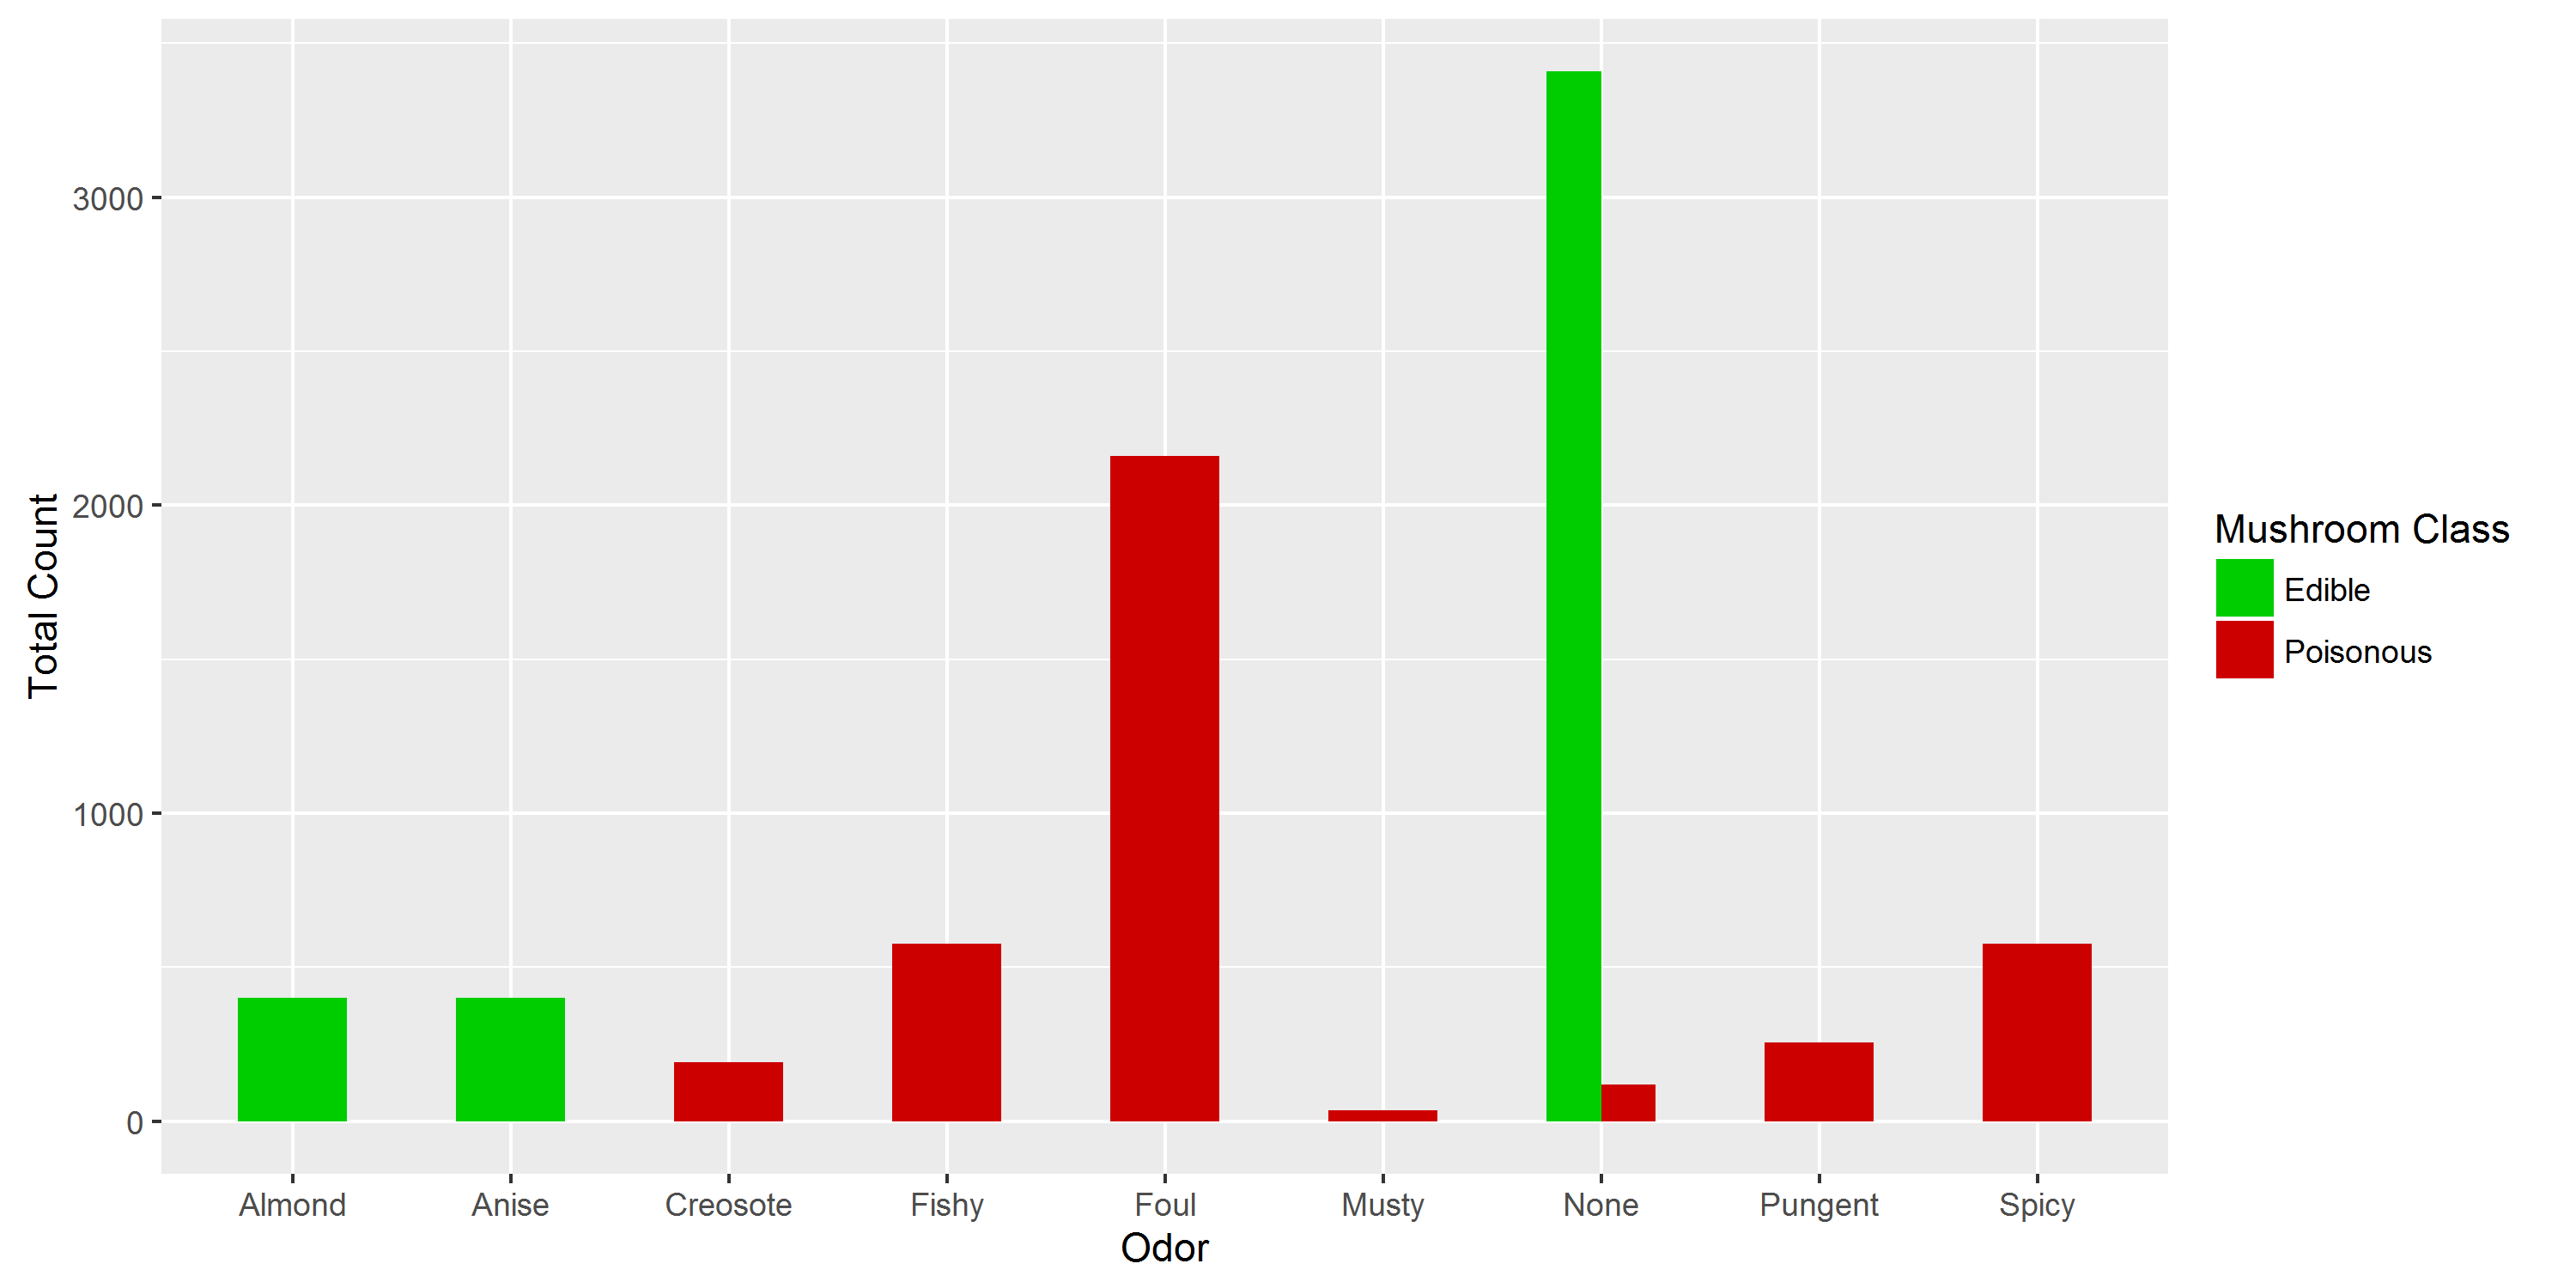 3000
2000
1000
0
Total Count
Almond Anise Creosote Fishy Foul Musty None Pungent Spicy
Odor
Mushroom Class
Edible
Poisonous